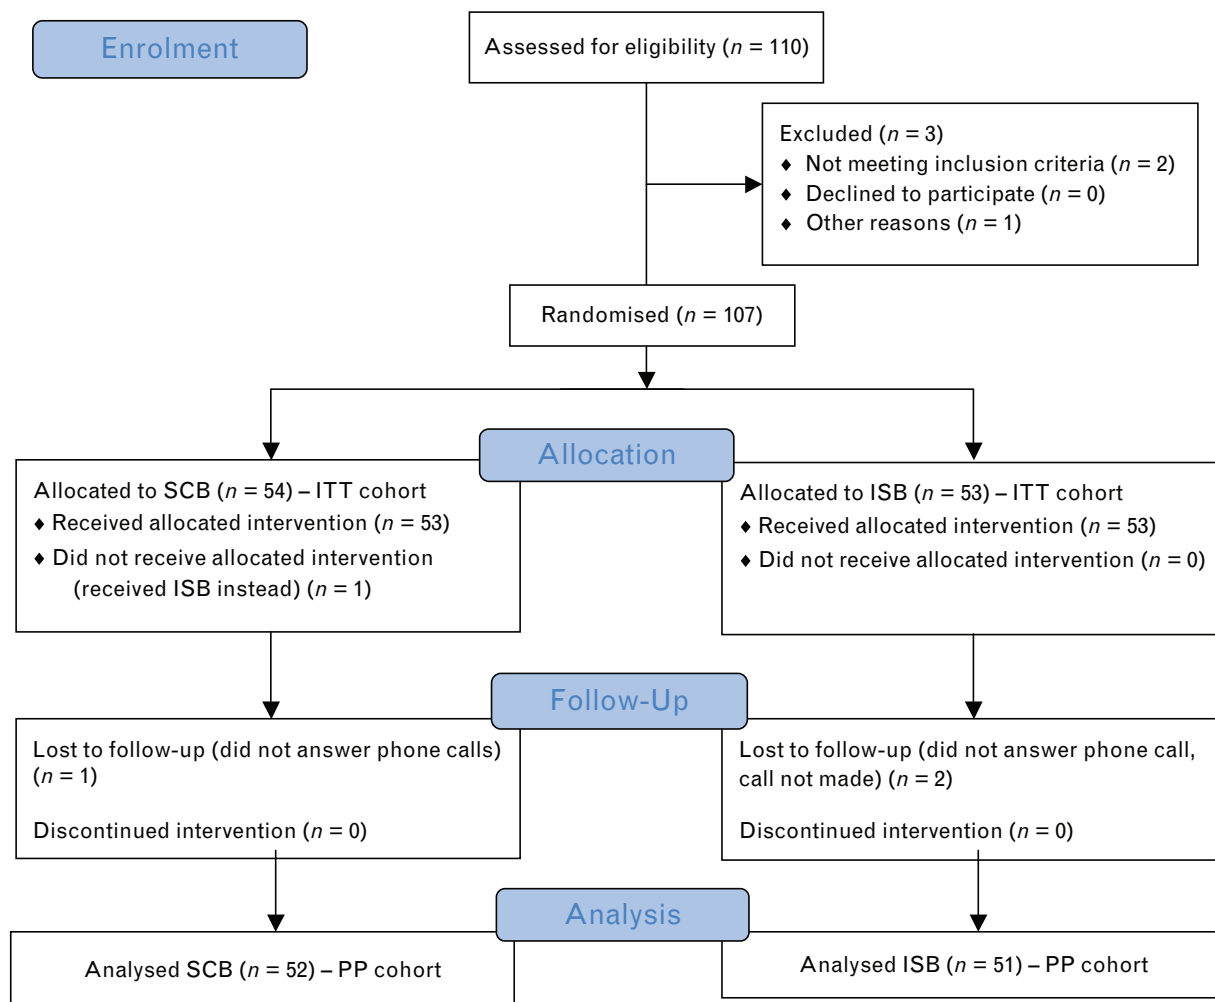 Enrolment
Assessed for eligibility (n = 110)
Excluded (n = 3)
♦ Not meeting inclusion criteria (n = 2)
♦ Declined to participate (n = 0)
♦ Other reasons (n = 1)
Randomised (n = 107)
Allocation
Allocated to SCB (n = 54) – ITT cohort
♦ Received allocated intervention (n = 53)
♦ Did not receive allocated intervention
(received ISB instead) (n = 1)
Allocated to ISB (n = 53) – ITT cohort
♦ Received allocated intervention (n = 53)
♦ Did not receive allocated intervention (n = 0)
Follow-Up
Lost to follow-up (did not answer phone calls)
(n = 1)
Discontinued intervention (n = 0)
Lost to follow-up (did not answer phone call,
call not made) (n = 2)
Discontinued intervention (n = 0)
Analysis
Analysed SCB (n = 52) – PP cohort
Analysed ISB (n = 51) – PP cohort